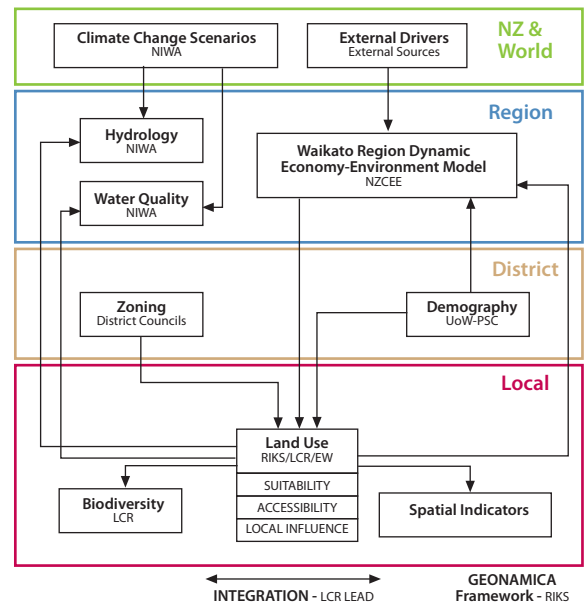 Climate Change Scenarios
NIWA
External Drivers
External Sources
NZ &
World
Region
Hydrology
NIWA
Waikato Region Dynamic
Economy-Environment Model
NZCEE
Water Quality
NIWA
District
Zoning
District Councils
Demography
UoW-PSC
Local
Land Use
RIKS/LCR/EW
SUITABILITY
ACCESSIBILITY
LOCAL INFLUENCE
Biodiversity
LCR
Spatial Indicators
INTEGRATION - LCR LEAD
GEONAMICA
Framework - RIKS